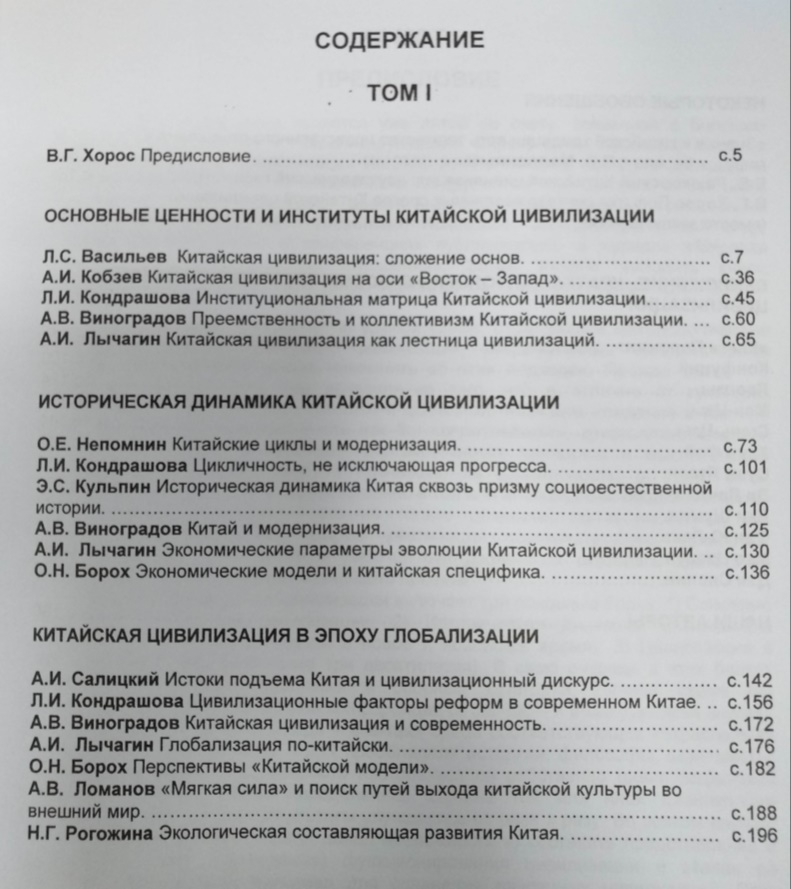 СОДЕРЖАНИЕ
ТОМ I
В.Г. Хорос Предисловие. ........................................................................ с.5
ОСНОВНЫЕ ЦЕННОСТИ И ИНСТИТУТЫ КИТАЙСКОЙ ЦИВИЛИЗАЦИИ
Л.С. Васильев Китайская цивилизация: сложение основ. ........................... с.7
А.И. Кобзев Китайская цивилизация на оси «Восток – Запад». ..................... с.36
Л.И. Кондрашова Институциональная матрица Китайской цивилизации.......... с.45
А.В. Виноградов Преемственность и коллективизм Китайской цивилизации. ... с.60
А.И. Лычагин Китайская цивилизация как лестница цивилизаций. ................ с.65
ИСТОРИЧЕСКАЯ ДИНАМИКА КИТАЙСКОЙ ЦИВИЛИЗАЦИИ
О.Е. Непомнин Китайские циклы и модернизация. ..................................... с.73
Л.И. Кондрашова Цикличность, не исключающая прогресса. ....................... с.101
Э.С. Кульпин Историческая динамика Китая сквозь призму социоестественной
истории. ............................................................................................. с.110
А.В. Виноградов Китай и модернизация. ................................................. с.125
А.И. Лычагин Экономические параметры эволюции Китайской цивилизации. .. с.130
О.Н. Борох Экономические модели и китайская специфика. ........................ с.136
КИТАЙСКАЯ ЦИВИЛИЗАЦИЯ В ЭПОХУ ГЛОБАЛИЗАЦИИ
А.И. Салицкий Истоки подъема Китая и цивилизационный дискурс. .............. с.142
Л.И. Кондрашова Цивилизационные факторы реформ в современном Китае. .. с.156
А.В. Виноградов Китайская цивилизация и современность. ........................ с.172
А.И. Лычагин Глобализация по-китайски. ................................................ с.176
О.Н. Борох Перспективы «Китайской модели». .......................................... с.182
А.В. Ломанов «Мягкая сила» и поиск путей выхода китайской культуры во
внешний мир. ...................................................................................... с.188
Н.Г. Рогожина Экологическая составляющая развития Китая. ...................... с.196